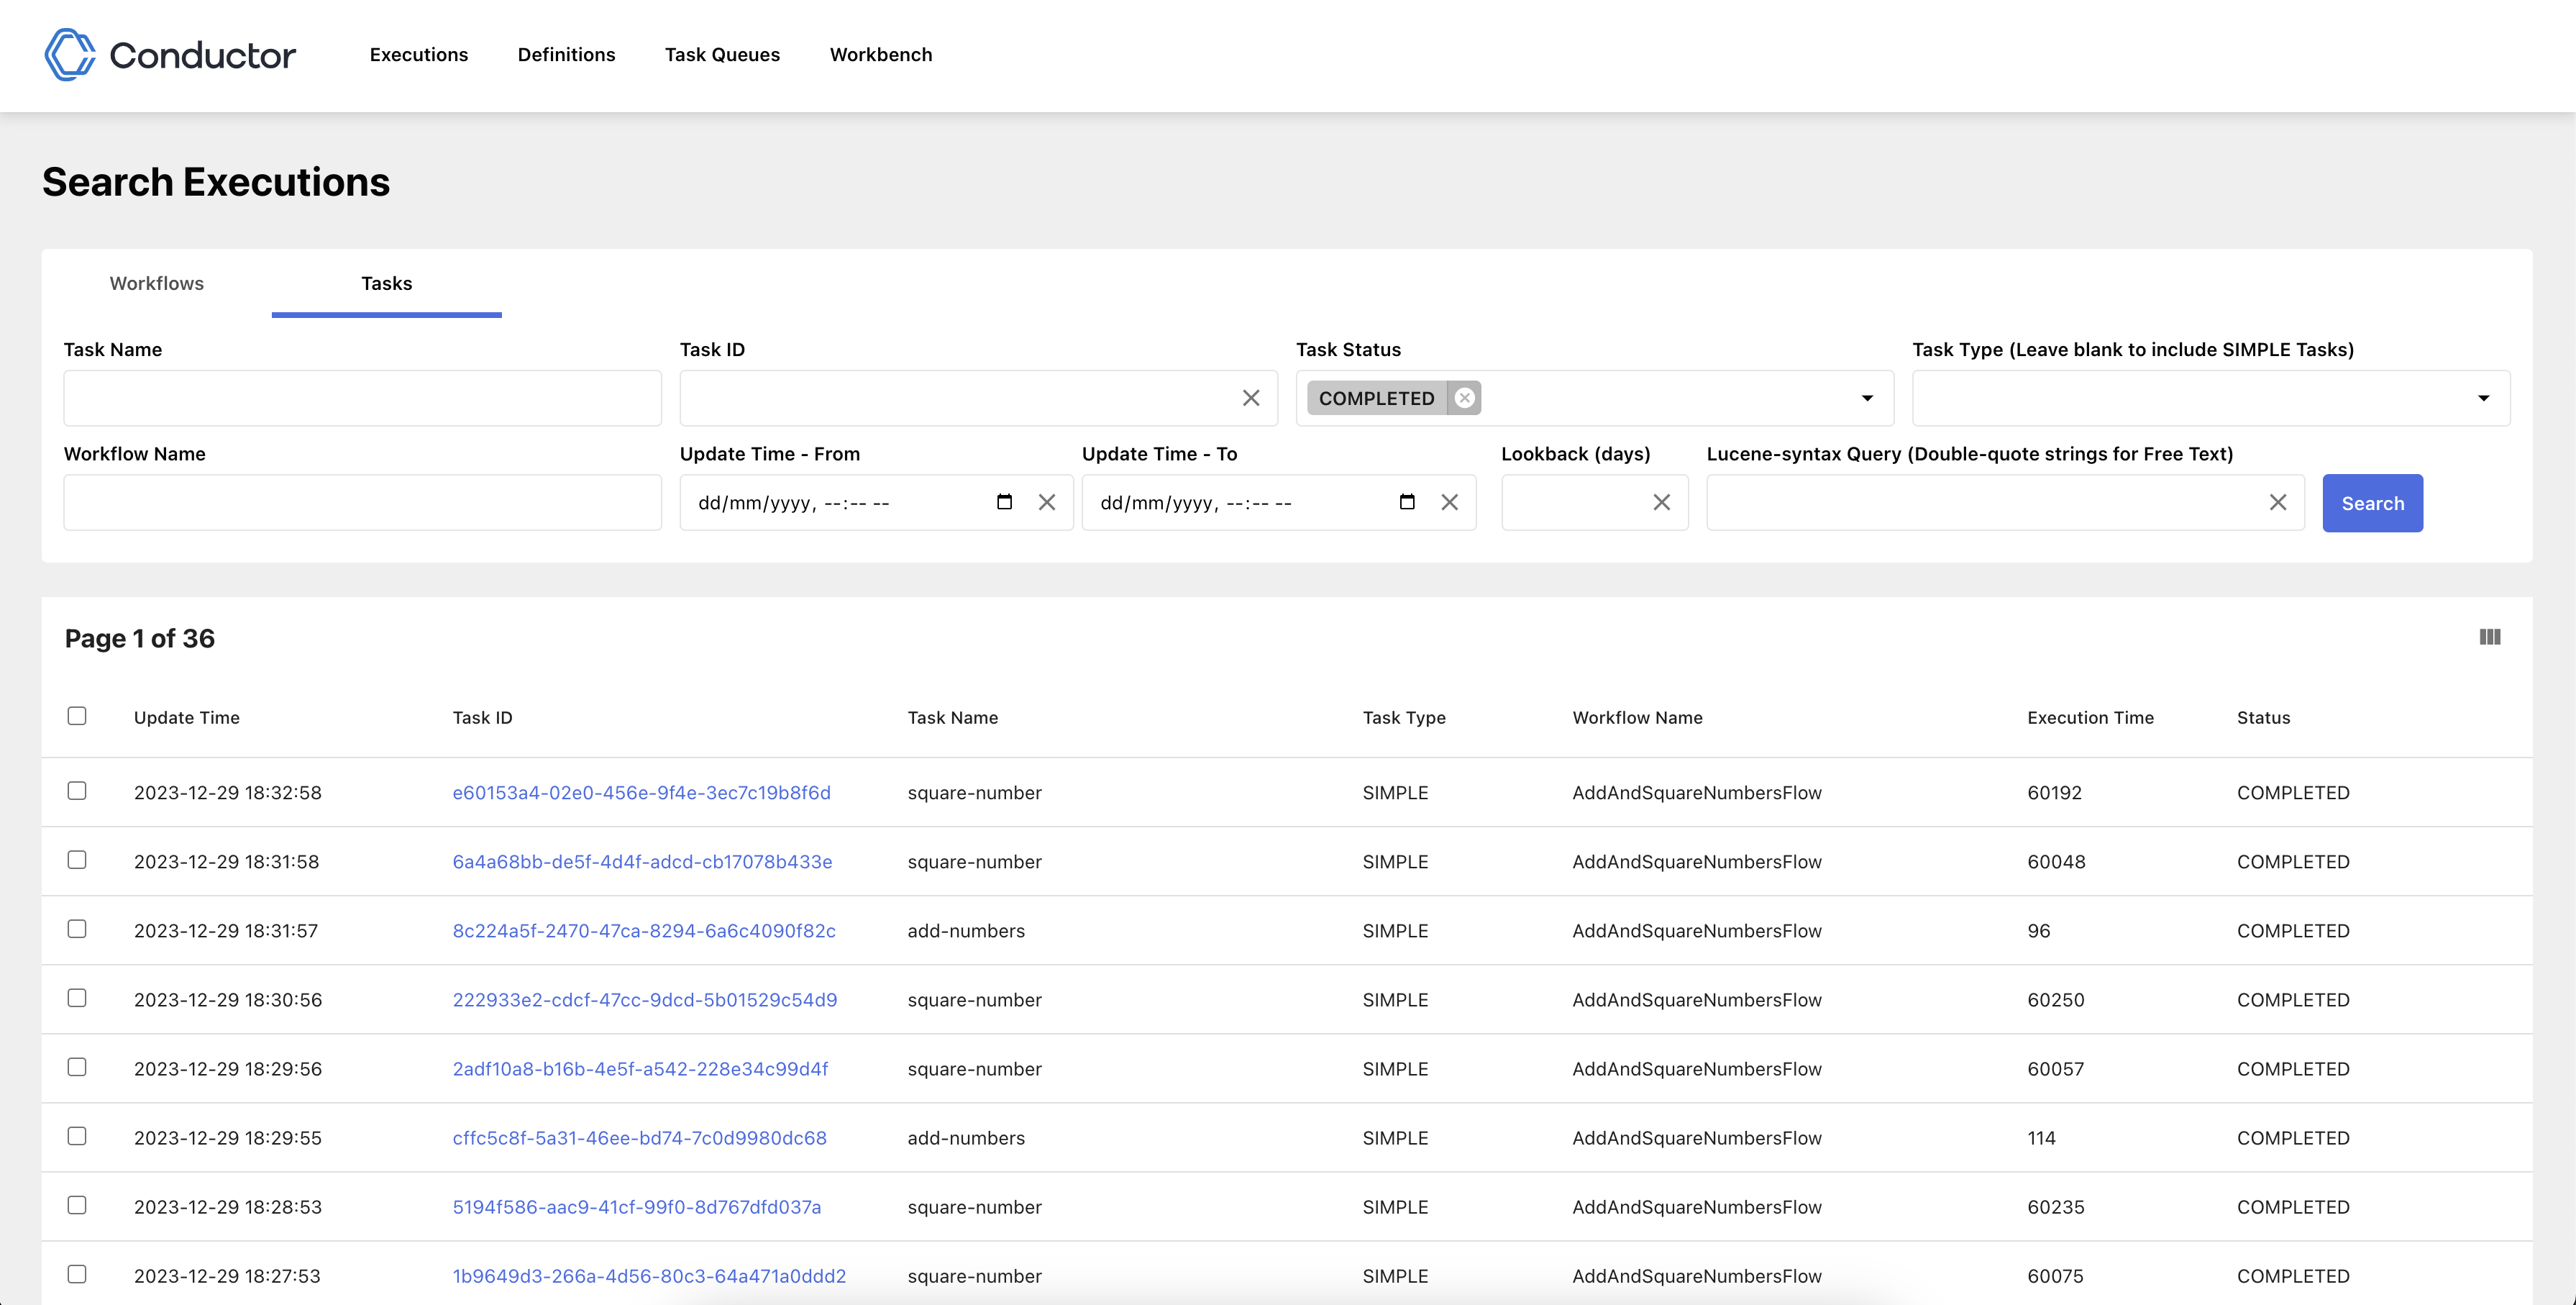 Conductor Executions Definitions Task Queues Workbench
Search Executions
Workflows Tasks
Task Name Task ID Task Status Task Type (Leave blank to include SIMPLE Tasks)
COMPLETED
Workflow Name Update Time - From Update Time - To Lookback (days) Lucene-syntax Query (Double-quote strings for Free Text)
dd/mm/yyyy, --:-- -- dd/mm/yyyy, --:-- -- Search
Page 1 of 36
Update Time Task ID Task Name Task Type Workflow Name Execution Time Status
2023-12-29 18:32:58 e60153a4-02e0-456e-9f4e-3ec7c19b8f6d square-number SIMPLE AddAndSquareNumbersFlow 60192 COMPLETED
2023-12-29 18:31:58 6a4a68bb-de5f-4d4f-adcd-cb17078b433e square-number SIMPLE AddAndSquareNumbersFlow 60048 COMPLETED
2023-12-29 18:31:57 8c224a5f-2470-47ca-8294-6a6c4090f82c add-numbers SIMPLE AddAndSquareNumbersFlow 96 COMPLETED
2023-12-29 18:30:56 222933e2-cdcf-47cc-9dcd-5b01529c54d9 square-number SIMPLE AddAndSquareNumbersFlow 60250 COMPLETED
2023-12-29 18:29:56 2adf10a8-b16b-4e5f-a542-228e34c99d4f square-number SIMPLE AddAndSquareNumbersFlow 60057 COMPLETED
2023-12-29 18:29:55 cffc5c8f-5a31-46ee-bd74-7c0d9980dc68 add-numbers SIMPLE AddAndSquareNumbersFlow 114 COMPLETED
2023-12-29 18:28:53 5194f586-aac9-41cf-99f0-8d767dfd037a square-number SIMPLE AddAndSquareNumbersFlow 60235 COMPLETED
2023-12-29 18:27:53 1b9649d3-266a-4d56-80c3-64a471a0ddd2 square-number SIMPLE AddAndSquareNumbersFlow 60075 COMPLETED